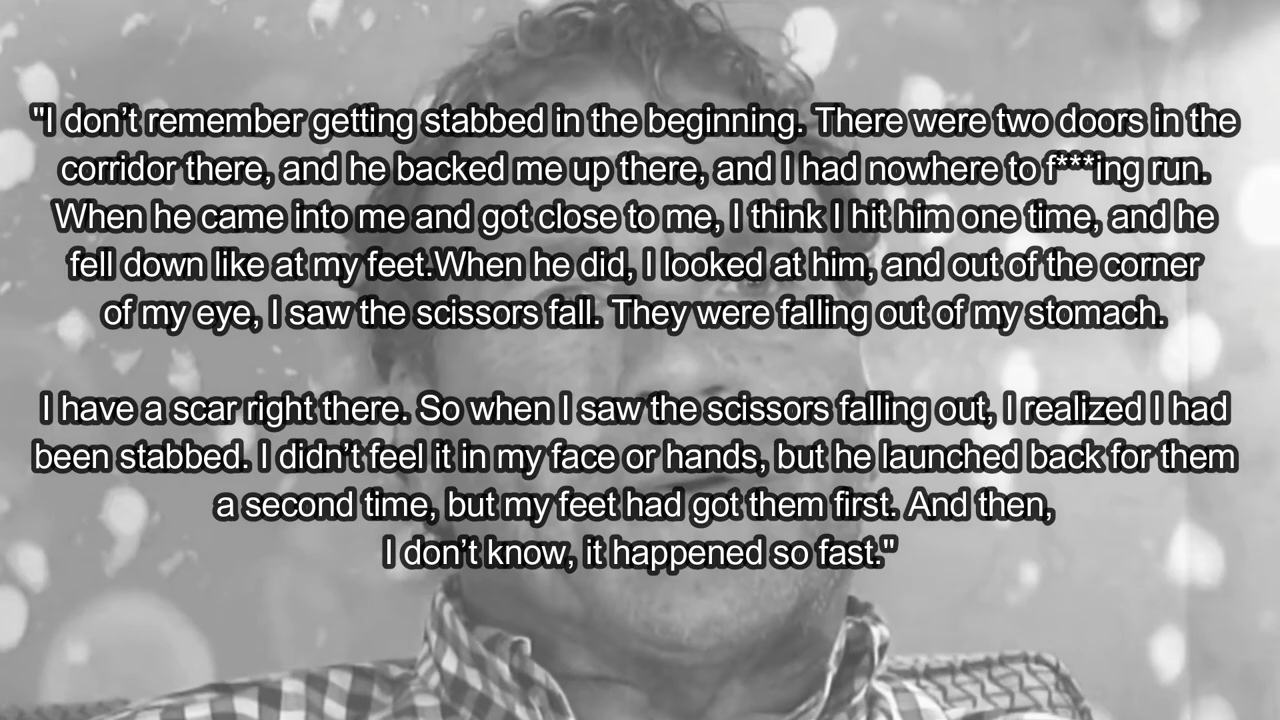 "I don’t remember getting stabbed in the beginning. There were two doors in the
corridor there, and he backed me up there, and I had nowhere to f***ing run.
When he came into me and got close to me, I think I hit him one time, and he
fell down like at my feet.When he did, I looked at him, and out of the corner
of my eye, I saw the scissors fall. They were falling out of my stomach.
I have a scar right there. So when I saw the scissors falling out, I realized I had
been stabbed. I didn’t feel it in my face or hands, but he launched back for them
a second time, but my feet had got them first. And then,
I don’t know, it happened so fast."